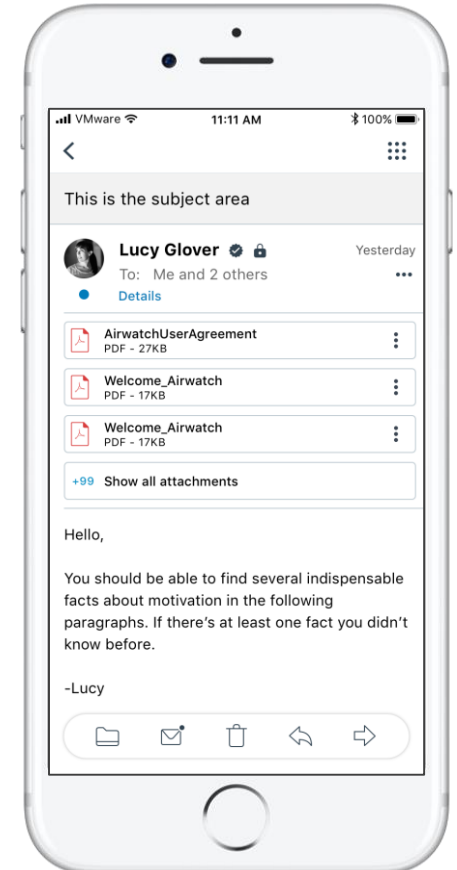 VMware 11:11 AM 100%
This is the subject area
Lucy Glover Yesterday
To: Me and 2 others
Details
AirwatchUserAgreement
PDF - 27KB
Welcome_Airwatch
PDF - 17KB
Welcome_Airwatch
PDF - 17KB
+99 Show all attachments
Hello,
You should be able to find several indispensable
facts about motivation in the following
paragraphs. If there’s at least one fact you didn’t
know before.
-Lucy